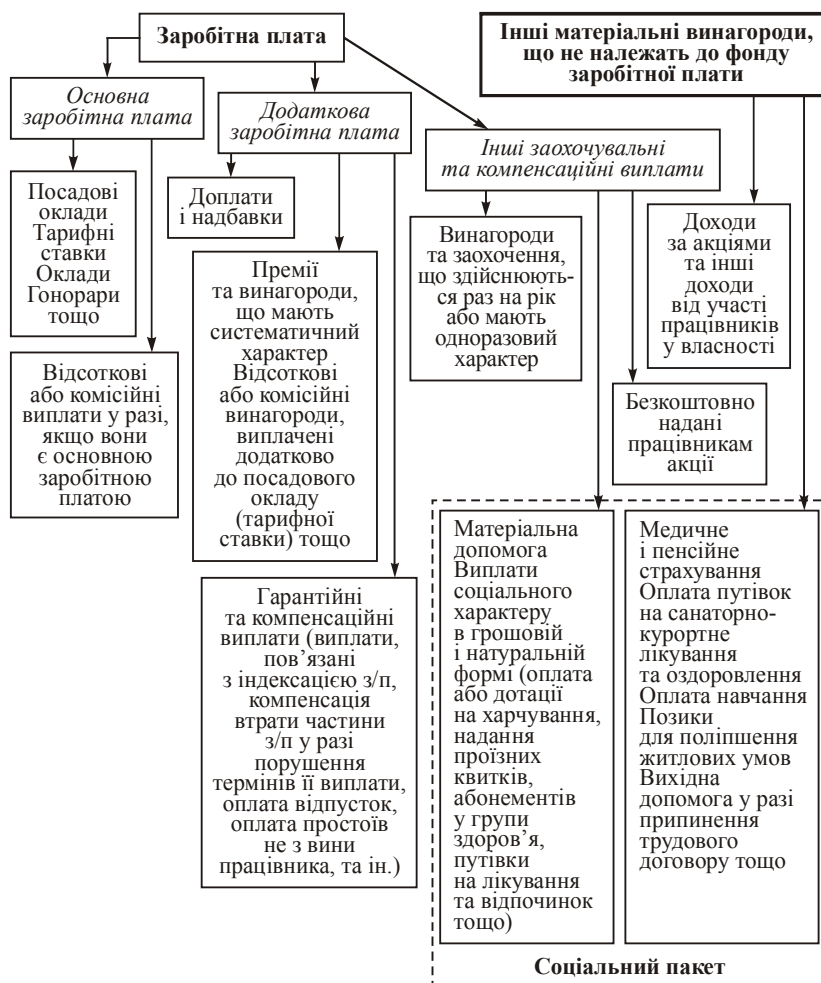 Заробітна плата
Інші матеріальні винагороди,
що не належать до фонду
заробітної плати
Основна
заробітна плата
Додаткова
заробітна плата
Інші заохочувальні
та компенсаційні виплати
Посадові
оклади
Тарифні
ставки
Оклади
Гонорари
тощо
Доплати
і надбавки
Винагороди
та заохочення,
що здійснюють-
ся раз на рік
або мають
одноразовий
характер
Доходи
за акціями
та інші
доходи
від участі
працівників
у власності
Відсоткові
або комісійні
виплати у разі,
якщо вони
є основною
заробітною
платою
Премії
та винагороди,
що мають
систематичний
характер
Відсоткові
або комісійні
винагороди,
виплачені
додатково
до посадового
окладу
(тарифної
ставки) тощо
Безкоштовно
надані
працівникам
акції
Гарантійні
та компенсаційні
виплати (виплати,
пов’язані
з індексацією з/п,
компенсація
втрати частини
з/п у разі
порушення
термінів її виплати,
оплата відпусток,
оплата простоїв
не з вини
працівника, та ін.)
Матеріальна
допомога
Виплати
соціального
характеру
в грошовій
і натуральній
формі (оплата
або дотації
на харчування,
надання
проїзних
квитків,
абонементів
у групи
здоров’я,
путівки
на лікування
та відпочинок
тощо)
Медичне
і пенсійне
страхування
Оплата путівок
на санаторно-
курортне
лікування
та оздоровлення
Оплата навчання
Позики
для поліпшення
житлових умов
Вихідна
допомога у разі
припинення
трудового
договору тощо
Соціальний пакет